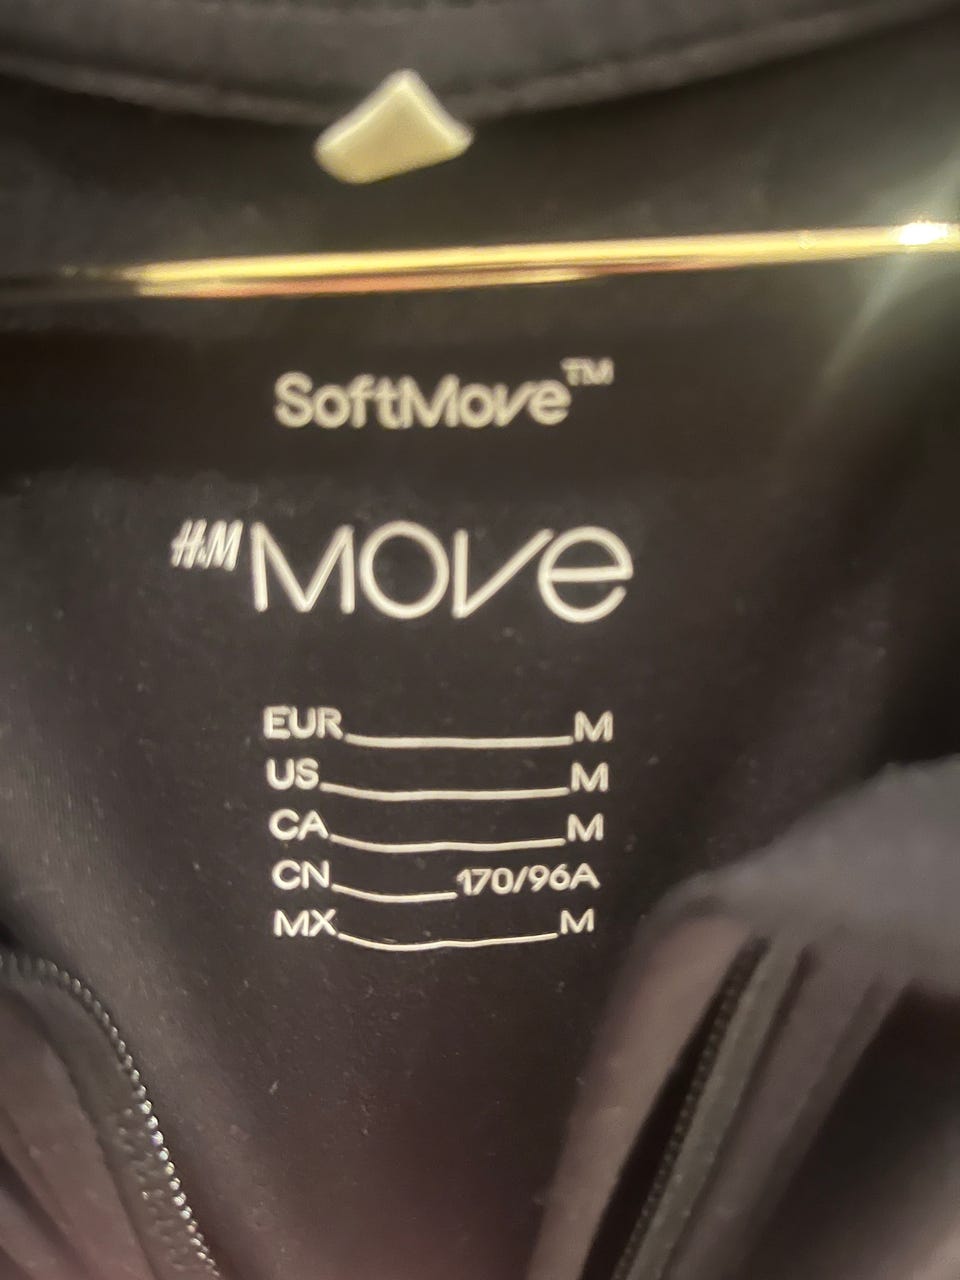 SoftMove™
H&M MOVE
EUR M
US M
CA M
CN 170/96A
MX M